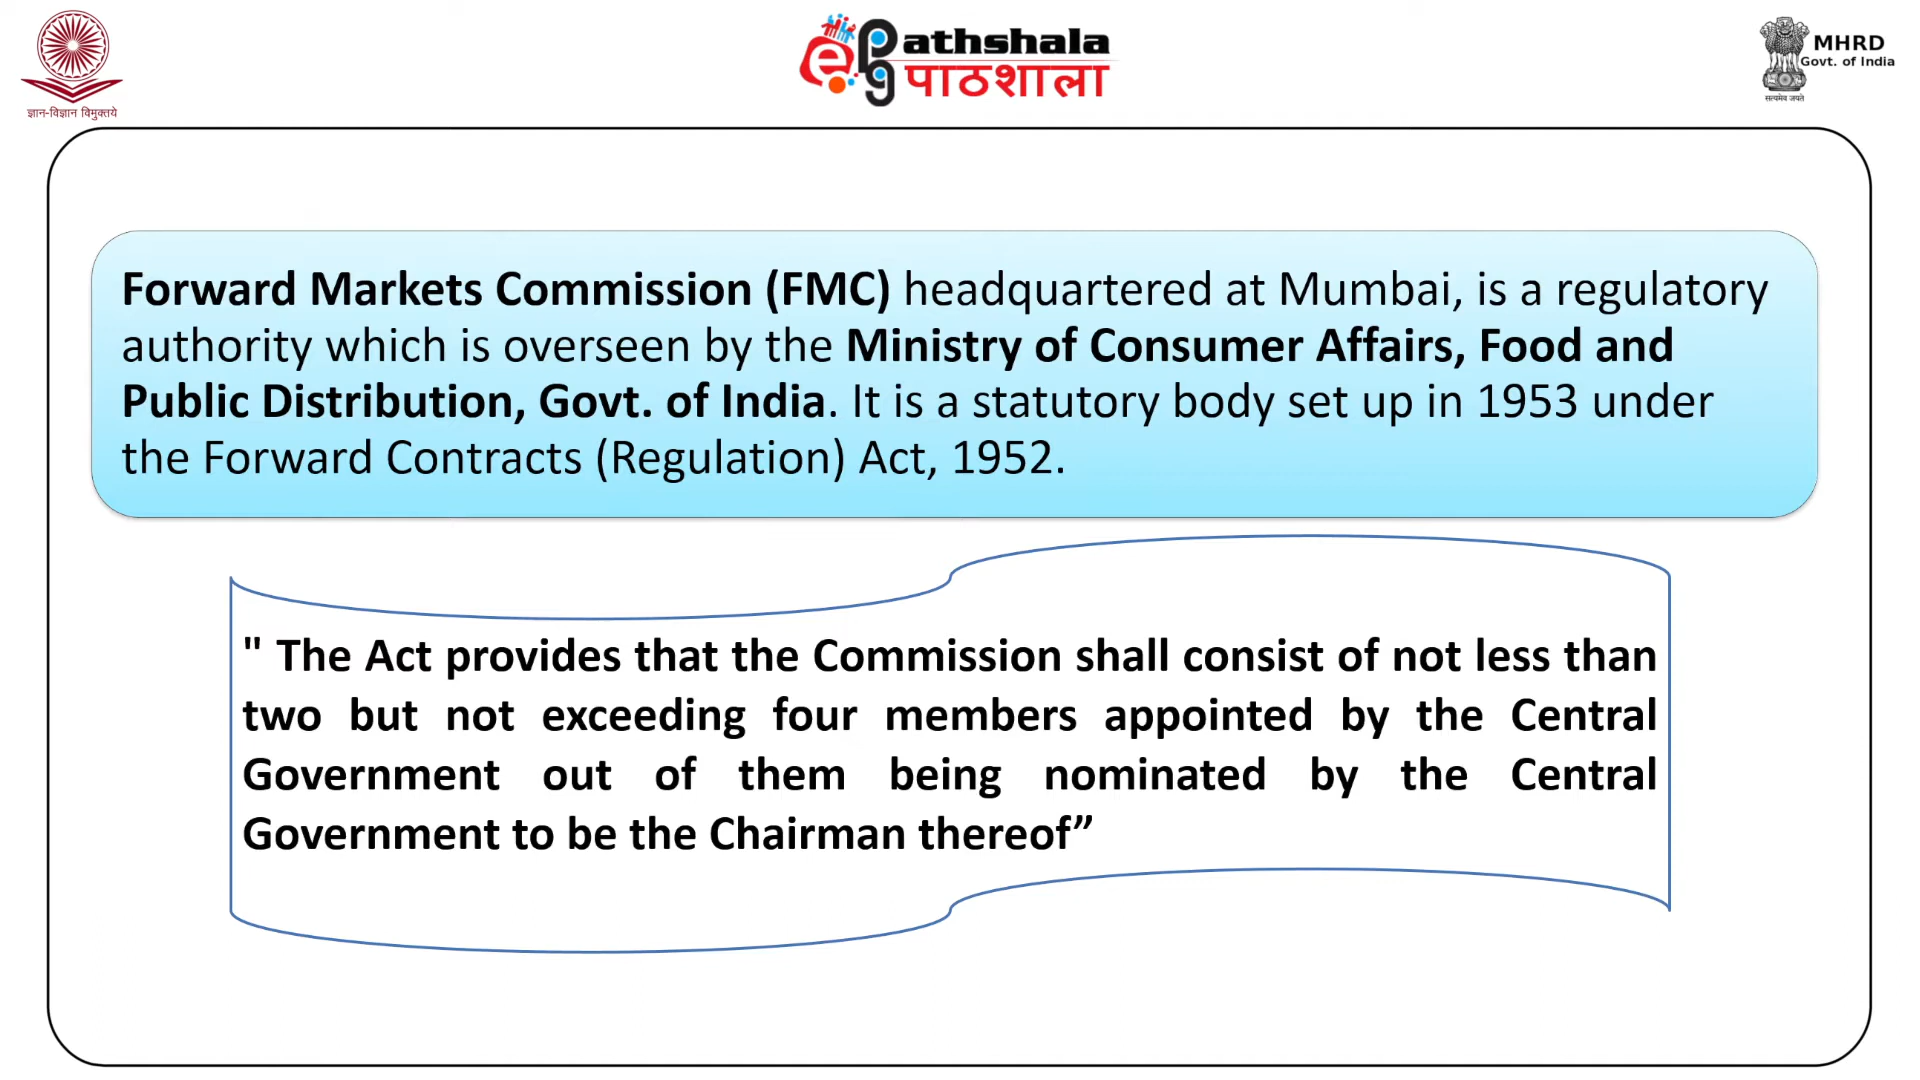 ज्ञान-विज्ञान विमुक्तये
e PG athshala
पाठशाला
MHRD
Govt. of India
सत्यमेव जयते
Forward Markets Commission (FMC) headquartered at Mumbai, is a regulatory
authority which is overseen by the Ministry of Consumer Affairs, Food and
Public Distribution, Govt. of India. It is a statutory body set up in 1953 under
the Forward Contracts (Regulation) Act, 1952.
" The Act provides that the Commission shall consist of not less than
two but not exceeding four members appointed by the Central
Government out of them being nominated by the Central
Government to be the Chairman thereof”